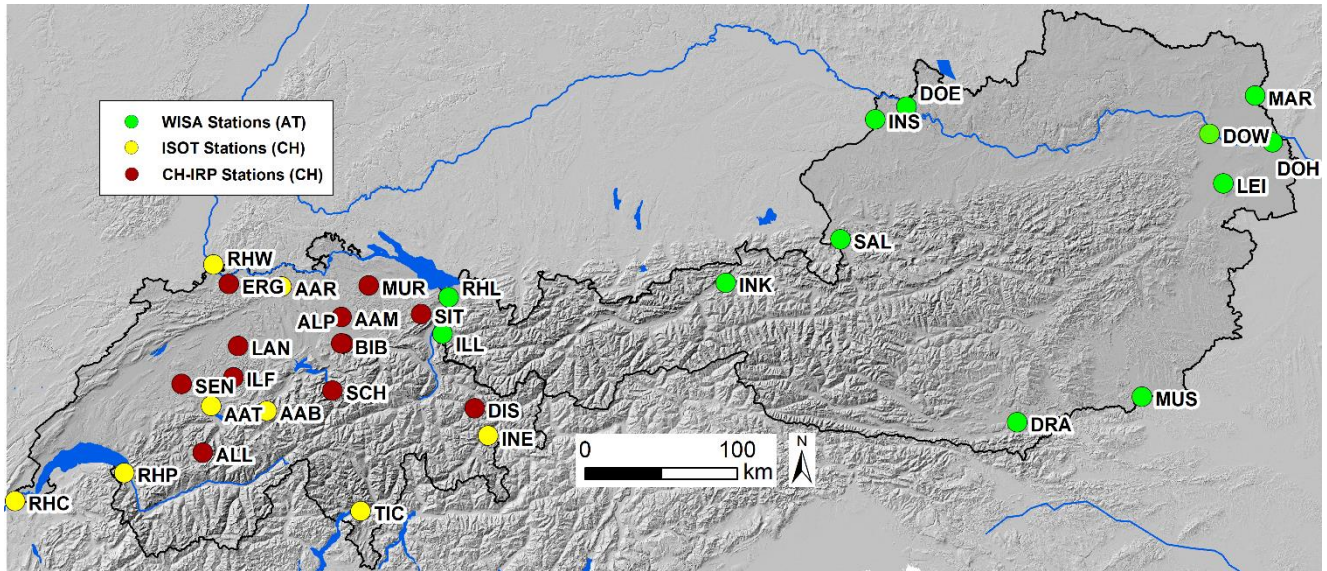 WISA Stations (AT)
ISOT Stations (CH)
CH-IRP Stations (CH)
DOE
INS
MAR
DOW
DOH
LEI
SAL
RHW
ERG
AAR
MUR
RHL
INK
ALP
AAM
SIT
ILL
LAN
BIB
SEN
ILF
SCH
AAT
AAB
DIS
MUS
DRA
INE
ALL
RHP
RHC
TIC
0
100
km
N